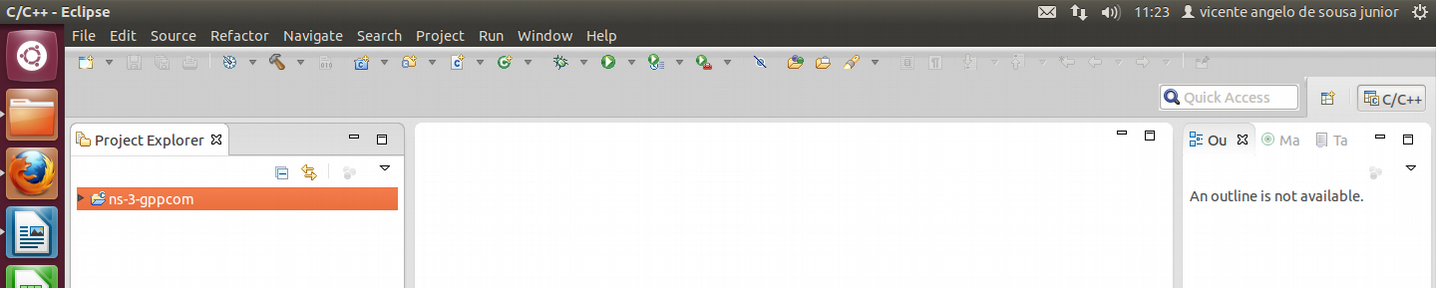 C/C++ - Eclipse 11:23 vicente angelo de sousa junior
File Edit Source Refactor Navigate Search Project Run Window Help
Quick Access C/C++
Project Explorer Ou Ma Ta
ns-3-gppcom An outline is not available.